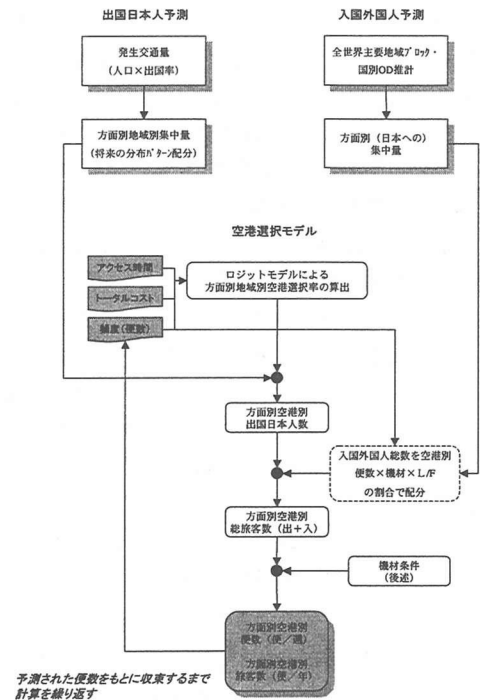 出国日本人予測
入国外国人予測
発生交通量
(人口×出国率)
全世界主要地域ﾌﾞﾛｯｸ・
国別OD推計
方面別地域別集中量
(将来の分布ﾊﾟﾀｰﾝ配分)
方面別(日本への)
集中量
空港選択モデル
アクセス時間
トータルコスト
頻度(便数)
ロジットモデルによる
方面別地域別空港選択率の算出
方面別空港別
出国日本人数
入国外国人総数を空港別
便数×機材×L/F
の割合で配分
方面別空港別
総旅客数(出+入)
機材条件
(後述)
方面別空港別
便数(便/週)
方面別空港別
旅客数(便/年)
予測された便数をもとに収束するまで
計算を繰り返す